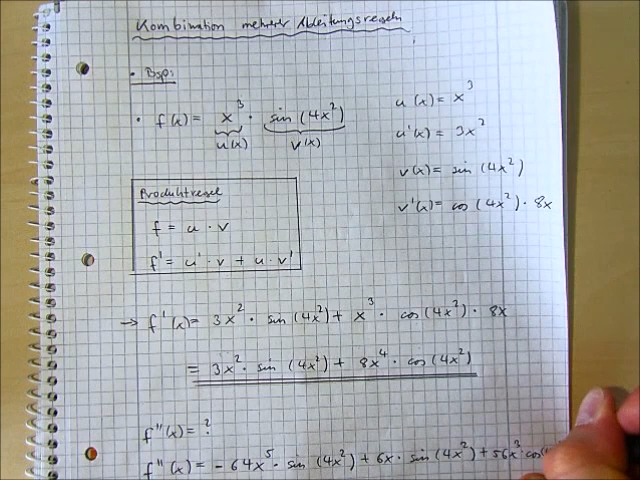 Kombination mehrerer Ableitungsregeln
• Bsp:
• f(x) = x³ · sin(4x²)
u(x) v(x)
u(x) = x³
u'(x) = 3x²
v(x) = sin(4x²)
v'(x) = cos(4x²) · 8x
Produktregel
f = u · v
f' = u' · v + u · v'
→ f'(x) = 3x² · sin(4x²) + x³ · cos(4x²) · 8x
= 3x² · sin(4x²) + 8x⁴ · cos(4x²)
f''(x) = ?
f''(x) = -64x⁵ · sin(4x²) + 6x · sin(4x²) + 56x³ · cos(